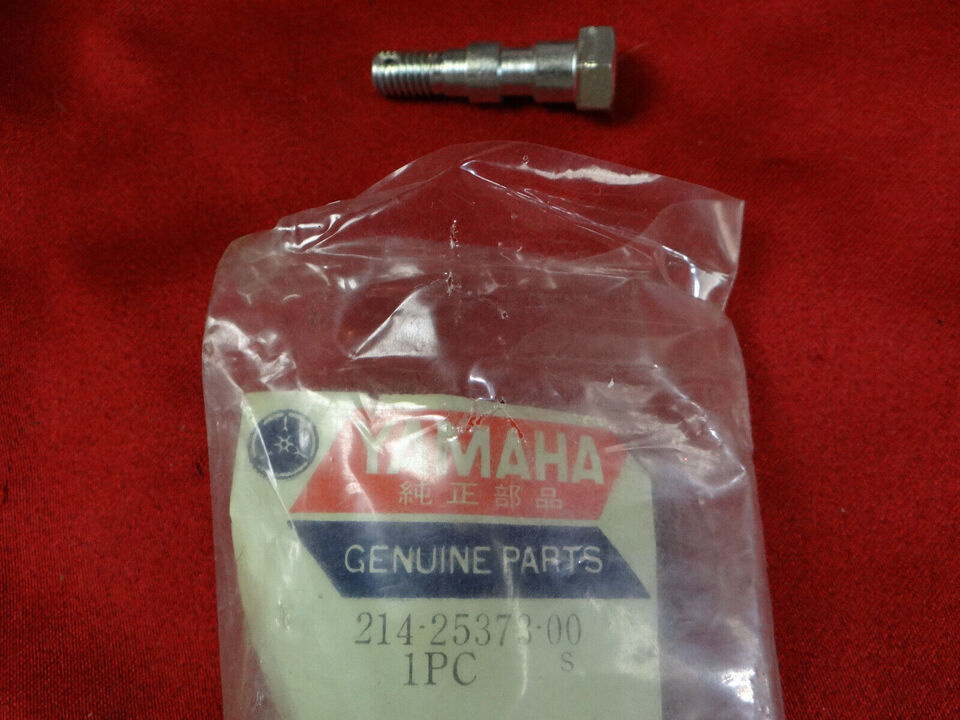 YAMAHA
純正部品
GENUINE PARTS
214-25373-00
1PC S